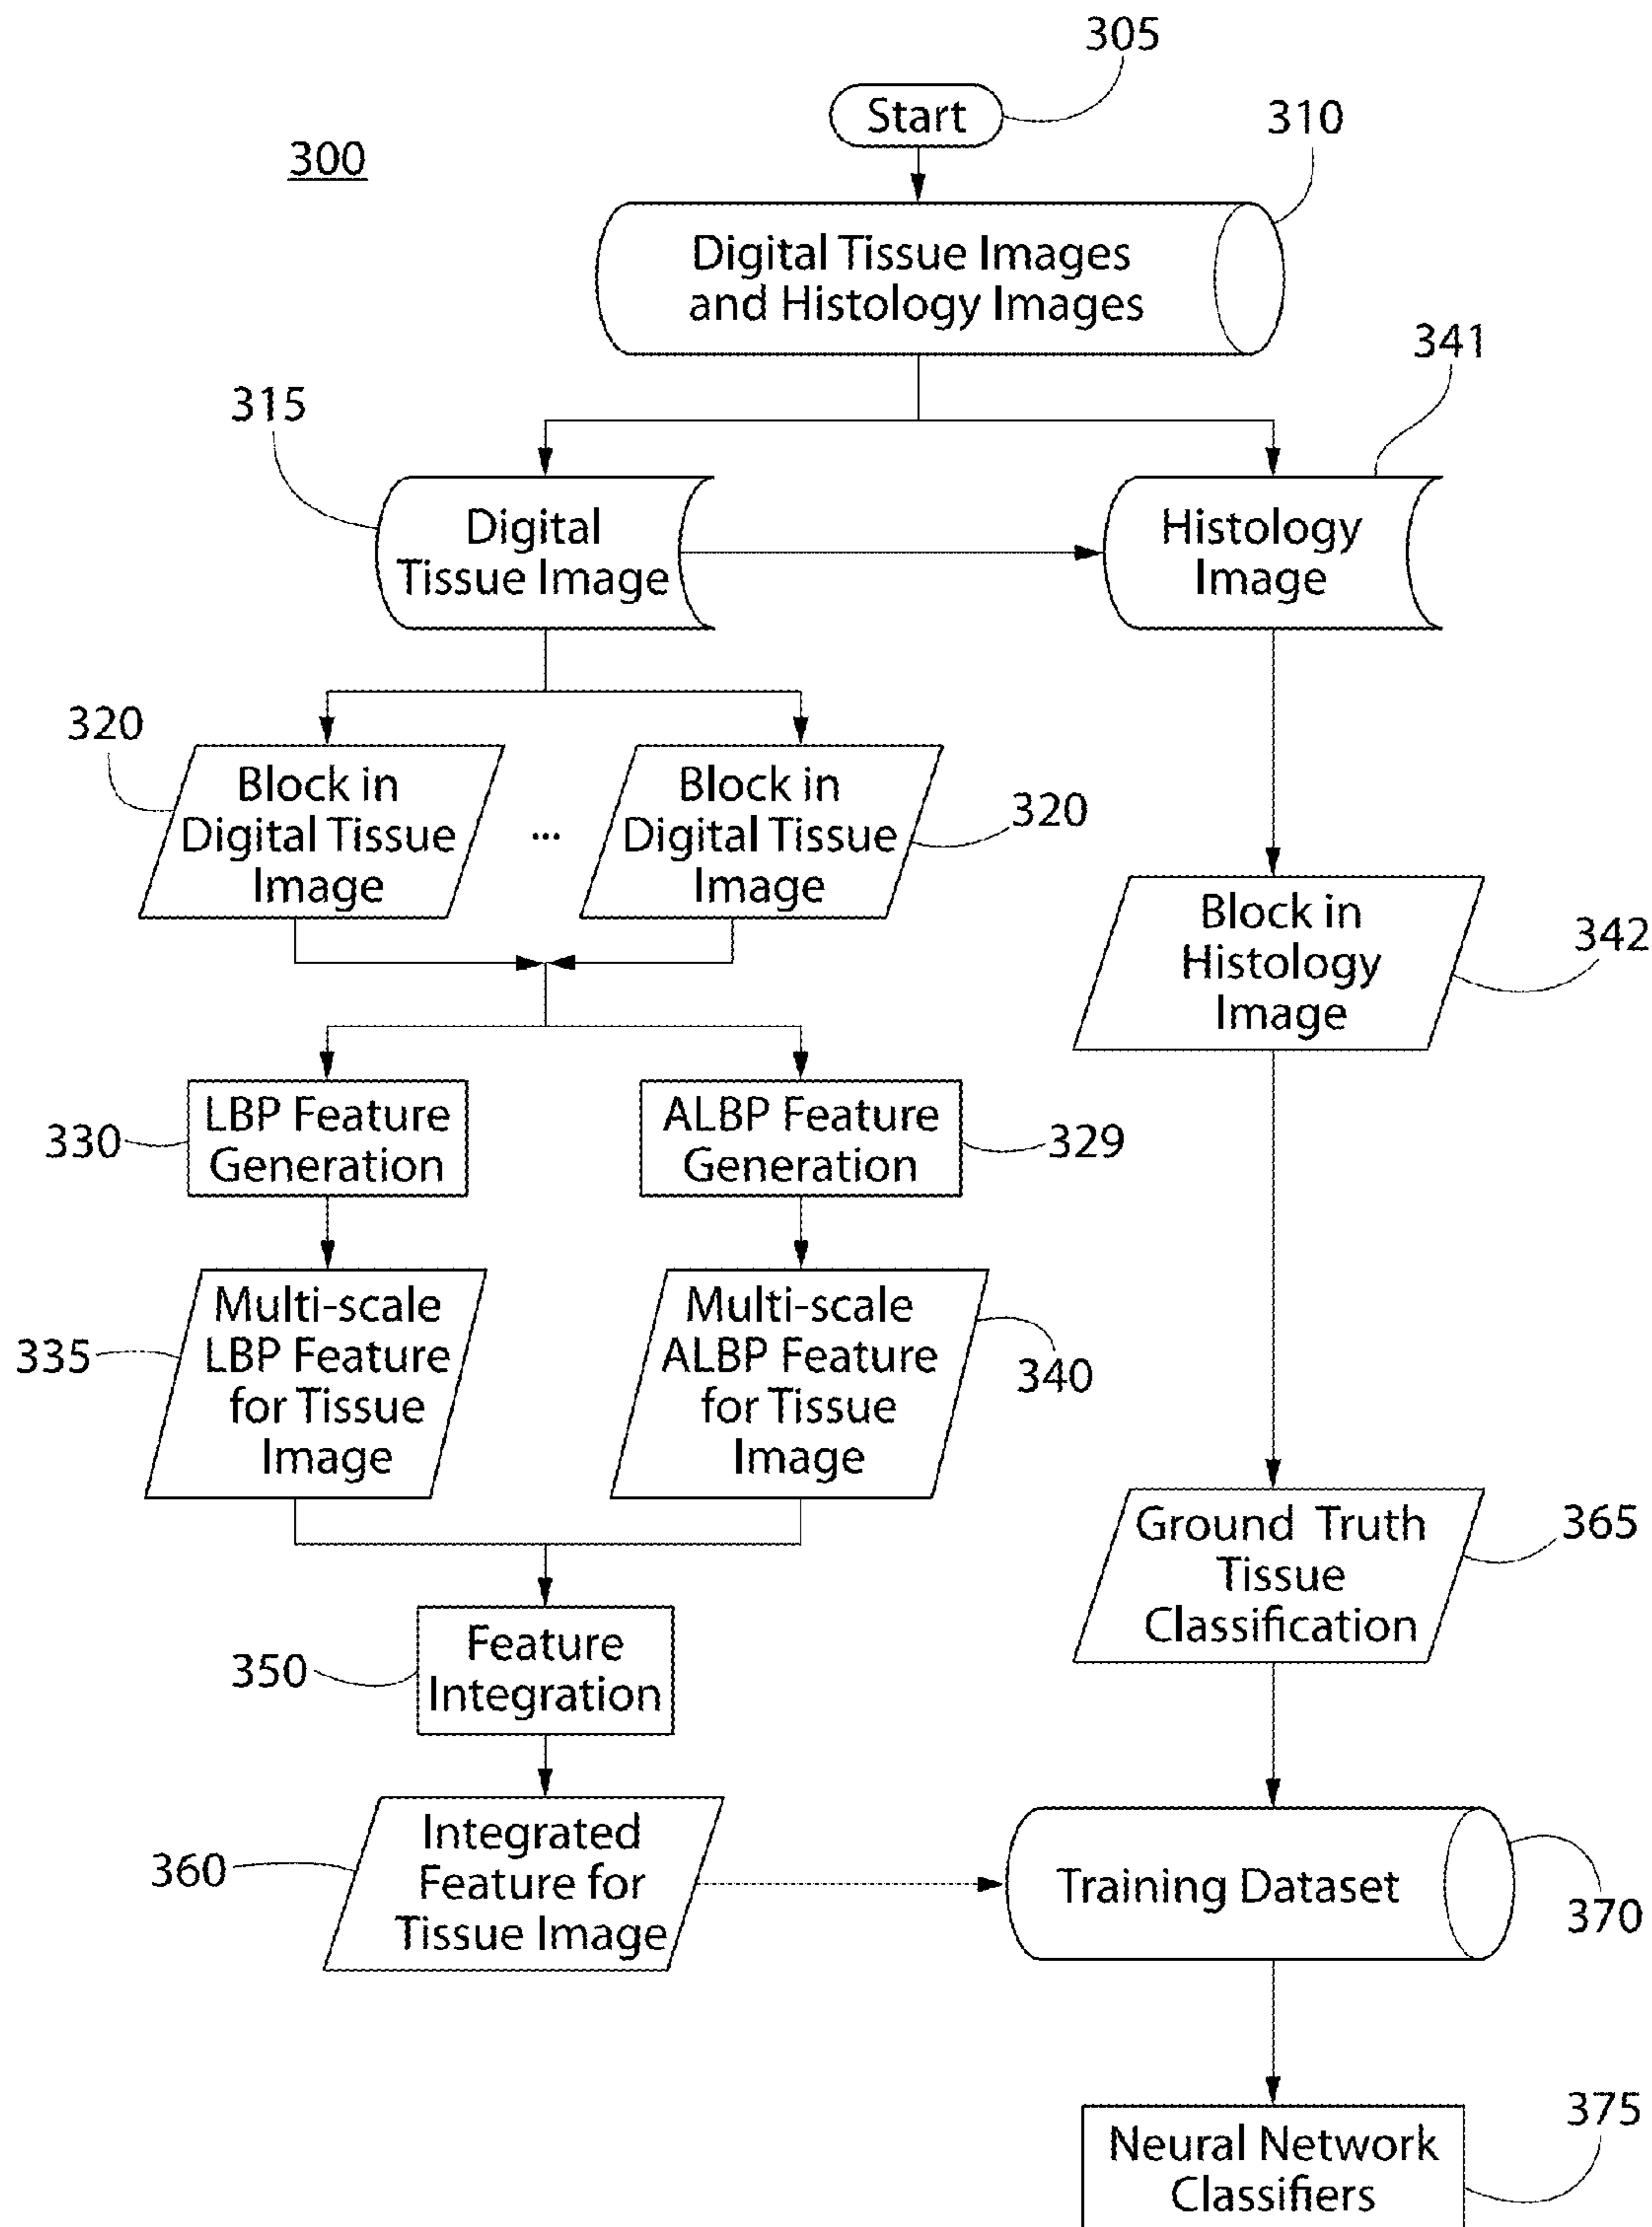 305
Start
310
300
Digital Tissue Images
and Histology Images
341
315
Digital
Tissue Image
Histology
Image
320
Block in
Digital Tissue
Image
...
Block in
Digital Tissue
Image
320
Block in
Histology
Image
342
330
LBP Feature
Generation
ALBP Feature
Generation
329
335
Multi-scale
LBP Feature
for Tissue
Image
Multi-scale
ALBP Feature
for Tissue
Image
340
Ground Truth
Tissue
Classification
365
350
Feature
Integration
360
Integrated
Feature for
Tissue Image
Training Dataset
370
375
Neural Network
Classifiers